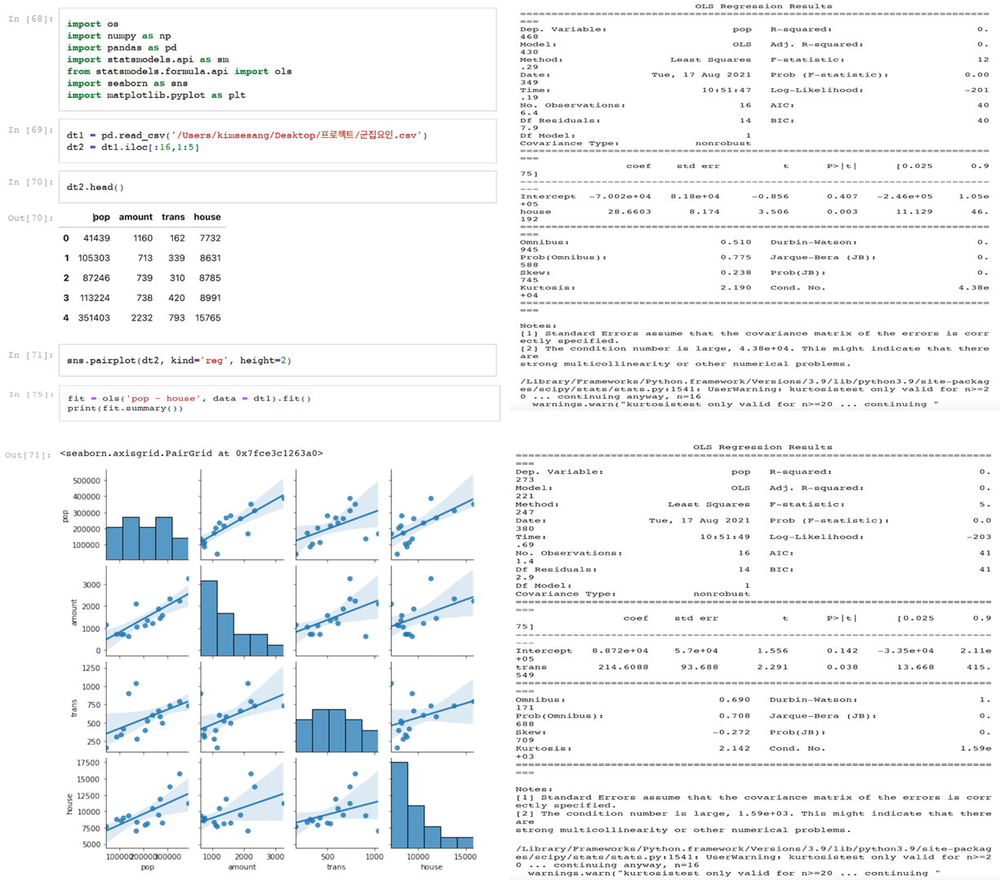 In [68]:
import os
import numpy as np
import pandas as pd
import statsmodels.api as sm
from statsmodels.formula.api import ols
import seaborn as sns
import matplotlib.pyplot as plt
In [69]:
dt1 = pd.read_csv('/Users/kimsesang/Desktop/프로젝트/군집요인.csv')
dt2 = dt1.iloc[:16,1:5]
In [70]:
dt2.head()
Out[70]:
pop amount trans house
0 41439 1160 162 7732
1 105303 713 339 8631
2 87246 739 310 8785
3 113224 738 420 8991
4 351403 2232 793 15765
In [71]:
sns.pairplot(dt2, kind='reg', height=2)
In [75]:
fit = ols('pop ~ house', data = dt1).fit()
print(fit.summary())
Out[71]: <seaborn.axisgrid.PairGrid at 0x7fce3c1263a0>
500000
400000
300000
200000
100000
pop
3000
2000
1000
0
amount
1250
1000
750
500
250
trans
17500
15000
12500
10000
7500
5000
house
100000 200000 300000
pop
1000 2000 3000
amount
500 1000
trans
10000 15000
house
OLS Regression Results
==============================================================================
===
Dep. Variable: pop R-squared: 0.
468
Model: OLS Adj. R-squared: 0.
430
Method: Least Squares F-statistic: 12
.29
Date: Tue, 17 Aug 2021 Prob (F-statistic): 0.00
349
Time: 10:51:47 Log-Likelihood: -201
.19
No. Observations: 16 AIC: 40
6.4
Df Residuals: 14 BIC: 40
7.9
Df Model: 1
Covariance Type: nonrobust
==============================================================================
===
coef std err t P>|t| [0.025 0.9
75]
------------------------------------------------------------------------------
---
Intercept -7.002e+04 8.18e+04 -0.856 0.407 -2.46e+05 1.05e
+05
house 28.6603 8.174 3.506 0.003 11.129 46.
192
==============================================================================
===
Omnibus: 0.510 Durbin-Watson: 0.
945
Prob(Omnibus): 0.775 Jarque-Bera (JB): 0.
588
Skew: 0.238 Prob(JB): 0.
745
Kurtosis: 2.190 Cond. No. 4.38e
+04
==============================================================================
===
Notes:
[1] Standard Errors assume that the covariance matrix of the errors is corr
ectly specified.
[2] The condition number is large, 4.38e+04. This might indicate that there
are
strong multicollinearity or other numerical problems.
/Library/Frameworks/Python.framework/Versions/3.9/lib/python3.9/site-packag
es/scipy/stats/stats.py:1541: UserWarning: kurtosistest only valid for n>=2
0 ... continuing anyway, n=16
warnings.warn("kurtosistest only valid for n>=20 ... continuing "
OLS Regression Results
==============================================================================
===
Dep. Variable: pop R-squared: 0.
273
Model: OLS Adj. R-squared: 0.
221
Method: Least Squares F-statistic: 5.
247
Date: Tue, 17 Aug 2021 Prob (F-statistic): 0.0
380
Time: 10:51:49 Log-Likelihood: -203
.69
No. Observations: 16 AIC: 41
1.4
Df Residuals: 14 BIC: 41
2.9
Df Model: 1
Covariance Type: nonrobust
==============================================================================
===
coef std err t P>|t| [0.025 0.9
75]
------------------------------------------------------------------------------
---
Intercept 8.872e+04 5.7e+04 1.556 0.142 -3.35e+04 2.11e
+05
trans 214.6088 93.688 2.291 0.038 13.668 415.
549
==============================================================================
===
Omnibus: 0.690 Durbin-Watson: 1.
171
Prob(Omnibus): 0.708 Jarque-Bera (JB): 0.
688
Skew: -0.272 Prob(JB): 0.
709
Kurtosis: 2.142 Cond. No. 1.59e
+03
==============================================================================
===
Notes:
[1] Standard Errors assume that the covariance matrix of the errors is corr
ectly specified.
[2] The condition number is large, 1.59e+03. This might indicate that there
are
strong multicollinearity or other numerical problems.
/Library/Frameworks/Python.framework/Versions/3.9/lib/python3.9/site-packag
es/scipy/stats/stats.py:1541: UserWarning: kurtosistest only valid for n>=2
0 ... continuing anyway, n=16
warnings.warn("kurtosistest only valid for n>=20 ... continuing "